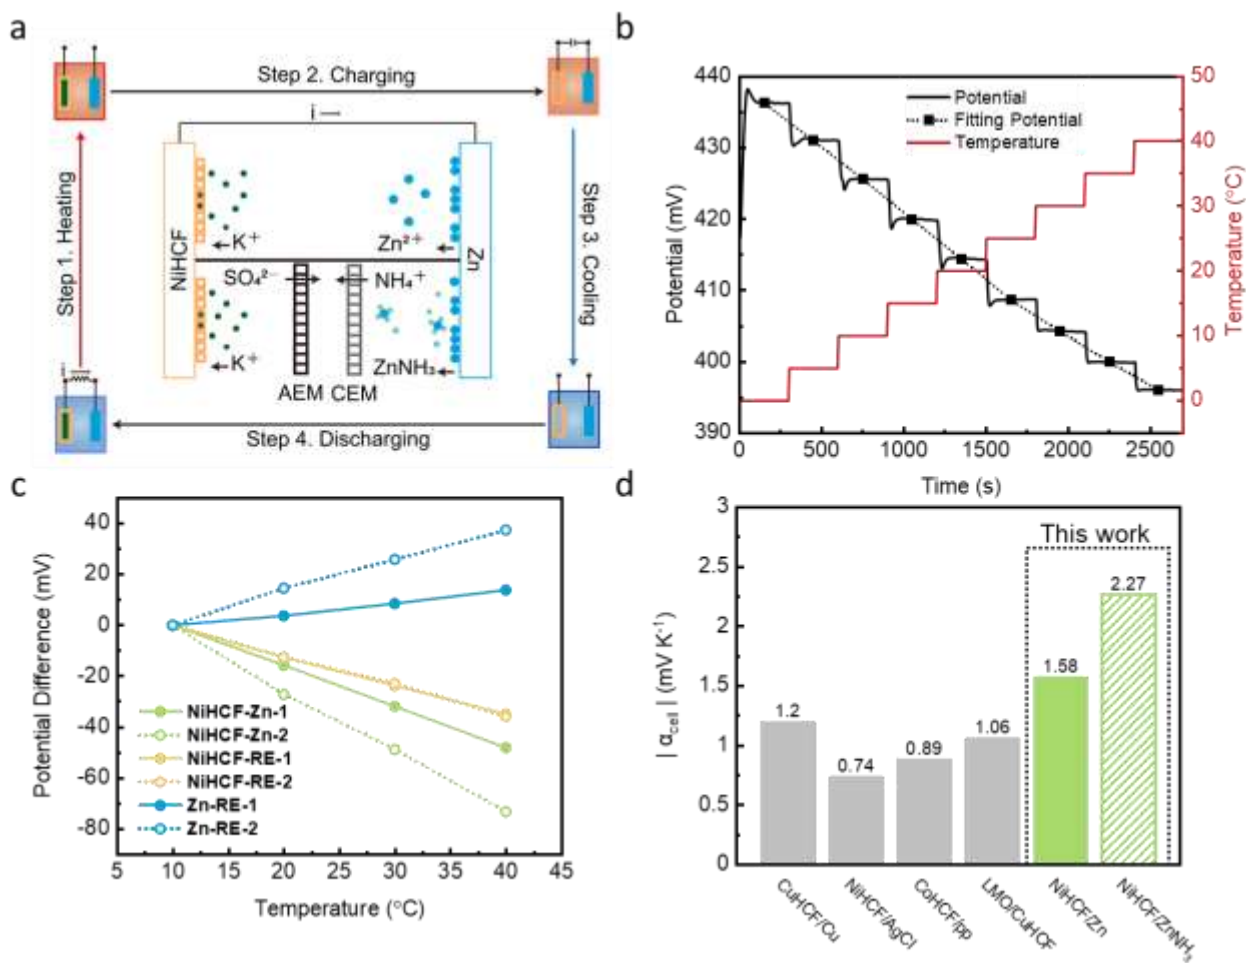 a
Step 2. Charging
i
Step 1. Heating
NiHCF
K⁺
Zn²⁺
Zn
Step 3. Cooling
SO₄²⁻
NH₄⁺
K⁺
ZnNH₃
AEM CEM
i
Step 4. Discharging
b
440
430
420
410
400
390
Potential (mV)
Potential
Fitting Potential
Temperature
50
40
30
20
10
0
Temperature (°C)
0 500 1000 1500 2000 2500
Time (s)
c
40
20
0
-20
-40
-60
-80
Potential Difference (mV)
NiHCF-Zn-1
NiHCF-Zn-2
NiHCF-RE-1
NiHCF-RE-2
Zn-RE-1
Zn-RE-2
5 10 15 20 25 30 35 40 45
Temperature (°C)
d
3
2.5
2
1.5
1
0.5
0
| α_cell | (mV K⁻¹)
This work
1.2
0.74
0.89
1.06
1.58
2.27
CuHCF/Cu
NiHCF/AgCl
CoHCF/pp
LMO/CuHCF
NiHCF/Zn
NiHCF/ZnNH₃